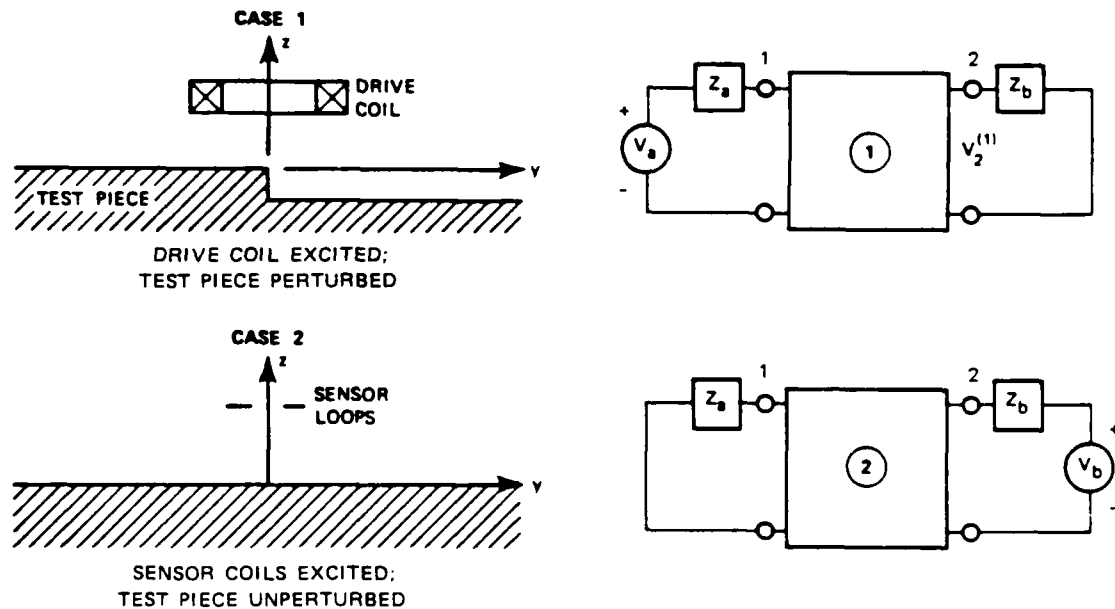 CASE 1
z
DRIVE
COIL
y
TEST PIECE
DRIVE COIL EXCITED;
TEST PIECE PERTURBED
1
2
Z_a
Z_b
+
V_a
-
1
V_2^{(1)}
CASE 2
z
SENSOR
LOOPS
y
SENSOR COILS EXCITED;
TEST PIECE UNPERTURBED
1
2
Z_a
Z_b
+
2
V_b
-